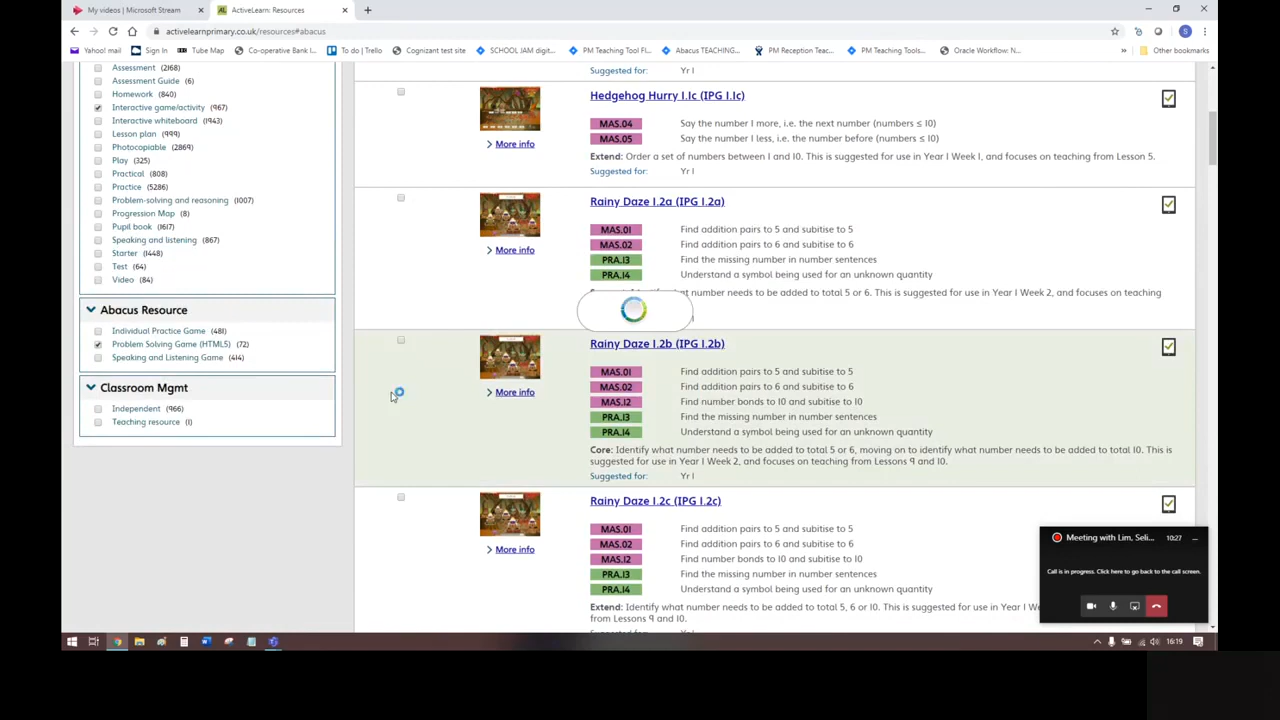 My videos | Microsoft Stream
ActiveLearn: Resources
activelearnprimary.co.uk/resources#abacus
Yahoo! mail
Sign In
Tube Map
Co-operative Bank I...
To do | Trello
Cognizant test site
SCHOOL JAM digit...
PM Teaching Tool Fl...
Abacus TEACHING...
PM Reception Teac...
PM Teaching Tools...
Oracle Workflow: N...
»
Other bookmarks
Assessment (2168)
Assessment Guide (6)
Homework (840)
Interactive game/activity (967)
Interactive whiteboard (1943)
Lesson plan (999)
Photocopiable (2869)
Play (325)
Practical (808)
Practice (5286)
Problem-solving and reasoning (1007)
Progression Map (8)
Pupil book (1617)
Speaking and listening (867)
Starter (1448)
Test (64)
Video (84)
Abacus Resource
Individual Practice Game (481)
Problem Solving Game (HTML5) (72)
Speaking and Listening Game (414)
Classroom Mgmt
Independent (966)
Teaching resource (1)
Suggested for: Yr 1
Hedgehog Hurry 1.1c (IPG 1.1c)
MAS.04 Say the number 1 more, i.e. the next number (numbers ≤ 10)
MAS.05 Say the number 1 less, i.e. the number before (numbers ≤ 10)
More info
Extend: Order a set of numbers between 1 and 10. This is suggested for use in Year 1 Week 1, and focuses on teaching from Lesson 5.
Suggested for: Yr 1
Rainy Daze 1.2a (IPG 1.2a)
MAS.01 Find addition pairs to 5 and subitise to 5
MAS.02 Find addition pairs to 6 and subitise to 6
More info
PRA.13 Find the missing number in number sentences
PRA.14 Understand a symbol being used for an unknown quantity
number needs to be added to total 5 or 6. This is suggested for use in Year 1 Week 2, and focuses on teaching
Rainy Daze 1.2b (IPG 1.2b)
MAS.01 Find addition pairs to 5 and subitise to 5
MAS.02 Find addition pairs to 6 and subitise to 6
More info
MAS.12 Find number bonds to 10 and subitise to 10
PRA.13 Find the missing number in number sentences
PRA.14 Understand a symbol being used for an unknown quantity
Core: Identify what number needs to be added to total 5 or 6, moving on to identify what number needs to be added to total 10. This is
suggested for use in Year 1 Week 2, and focuses on teaching from Lessons 9 and 10.
Suggested for: Yr 1
Rainy Daze 1.2c (IPG 1.2c)
MAS.01 Find addition pairs to 5 and subitise to 5
MAS.02 Find addition pairs to 6 and subitise to 6
More info
MAS.12 Find number bonds to 10 and subitise to 10
PRA.13 Find the missing number in number sentences
PRA.14 Understand a symbol being used for an unknown quantity
Extend: Identify what number needs to be added to total 5, 6 or 10. This is suggested for use in Year 1 We
from Lessons 9 and 10.
Meeting with Lim, Seli... 10:27
Call is in progress. Click here to go back to the call screen.
16:19